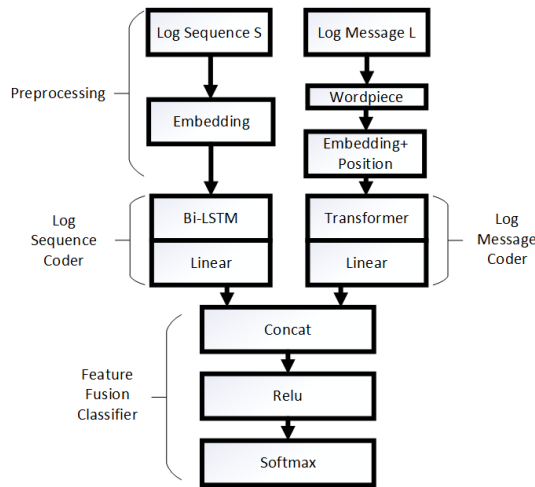 Log Sequence S
Log Message L
Preprocessing
Wordpiece
Embedding
Embedding+
Position
Log
Sequence
Coder
Bi-LSTM
Linear
Transformer
Linear
Log
Message
Coder
Concat
Feature
Fusion
Classifier
Relu
Softmax